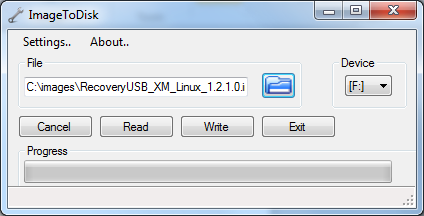 ImageToDisk
Settings.. About..
File Device
C:\images\RecoveryUSB_XM_Linux_1.2.1.0.i [F:]
Cancel Read Write Exit
Progress